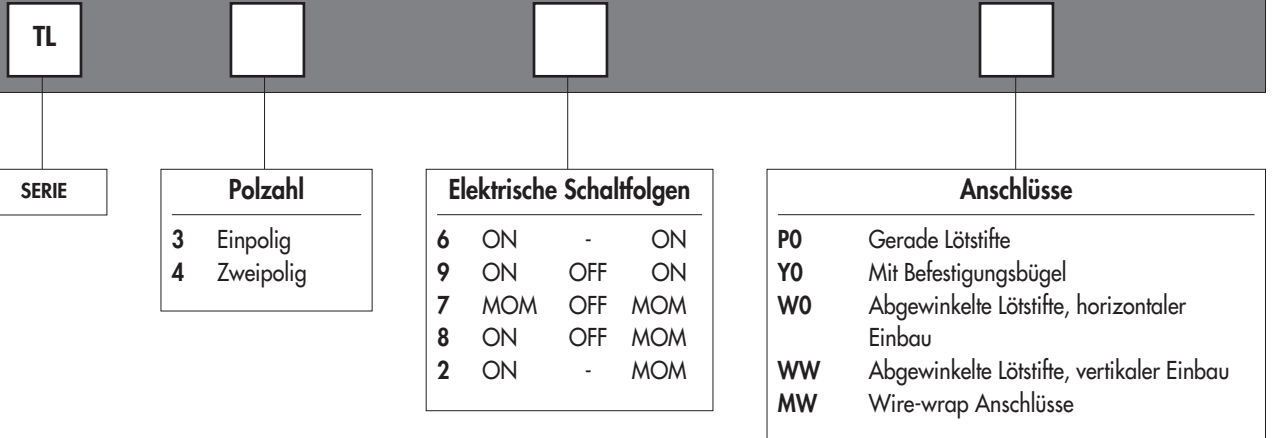 TL
SERIE
Polzahl
3 Einpolig
4 Zweipolig
Elektrische Schaltfolgen
6 ON - ON
9 ON OFF ON
7 MOM OFF MOM
8 ON OFF MOM
2 ON - MOM
Anschlüsse
P0 Gerade Lötstifte
Y0 Mit Befestigungsbügel
W0 Abgewinkelte Lötstifte, horizontaler
Einbau
WW Abgewinkelte Lötstifte, vertikaler Einbau
MW Wire-wrap Anschlüsse